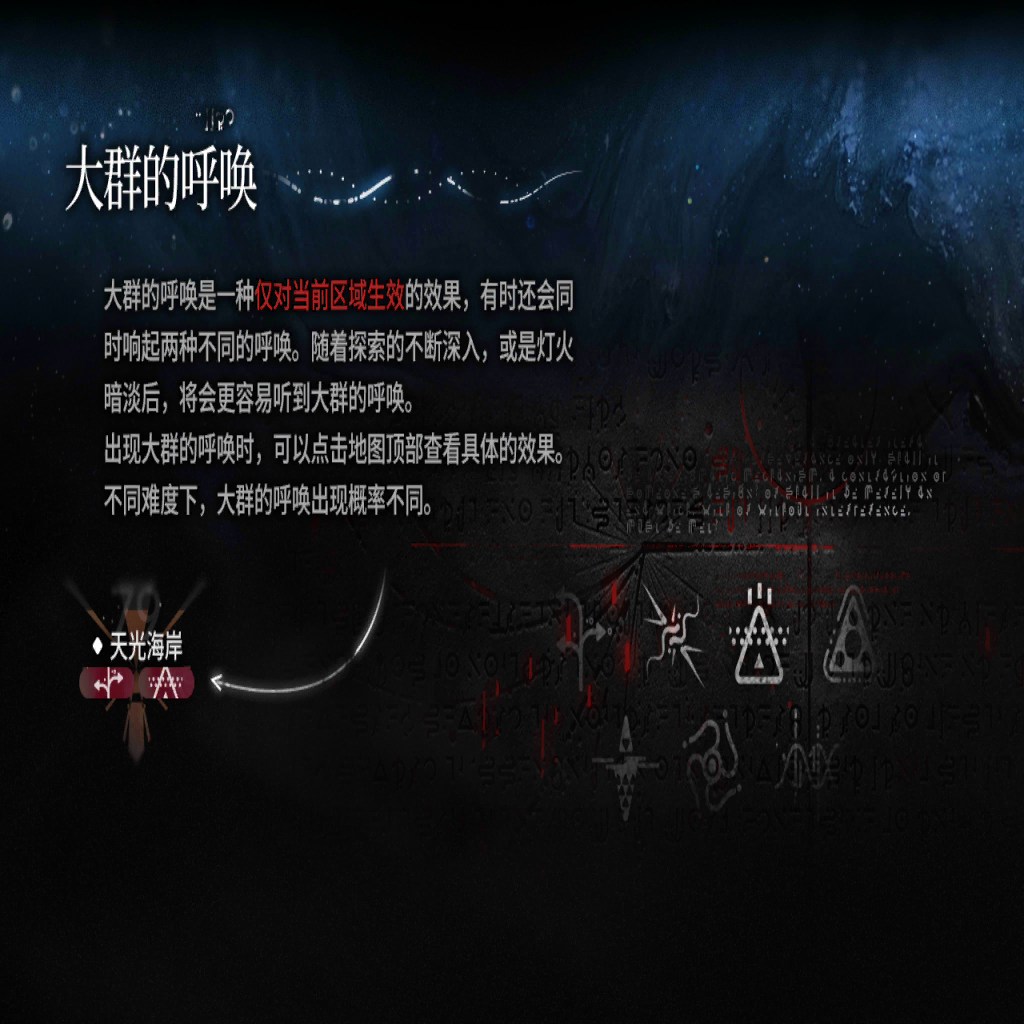 大群的呼唤
大群的呼唤是一种仅对当前区域生效的效果，有时还会同
时响起两种不同的呼唤。随着探索的不断深入，或是灯火
暗淡后，将会更容易听到大群的呼唤。
出现大群的呼唤时，可以点击地图顶部查看具体的效果。
不同难度下，大群的呼唤出现概率不同。
天光海岸